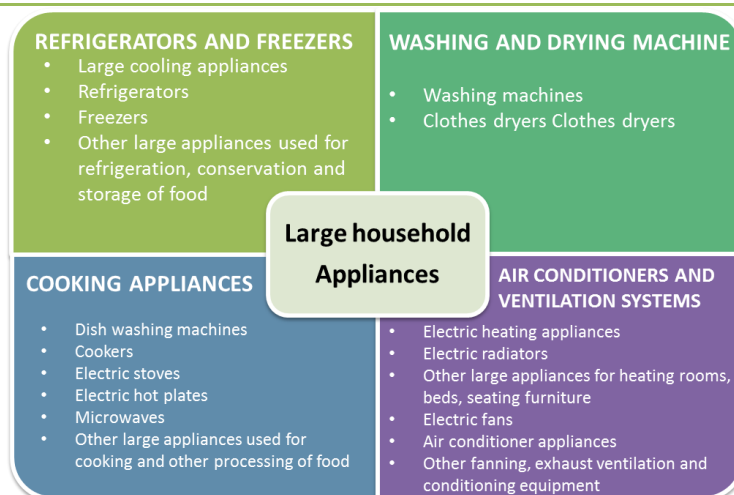 REFRIGERATORS AND FREEZERS
• Large cooling appliances
• Refrigerators
• Freezers
• Other large appliances used for
refrigeration, conservation and
storage of food
WASHING AND DRYING MACHINE
• Washing machines
• Clothes dryers Clothes dryers
Large household
Appliances
COOKING APPLIANCES
• Dish washing machines
• Cookers
• Electric stoves
• Electric hot plates
• Microwaves
• Other large appliances used for
cooking and other processing of food
AIR CONDITIONERS AND
VENTILATION SYSTEMS
• Electric heating appliances
• Electric radiators
• Other large appliances for heating rooms,
beds, seating furniture
• Electric fans
• Air conditioner appliances
• Other fanning, exhaust ventilation and
conditioning equipment